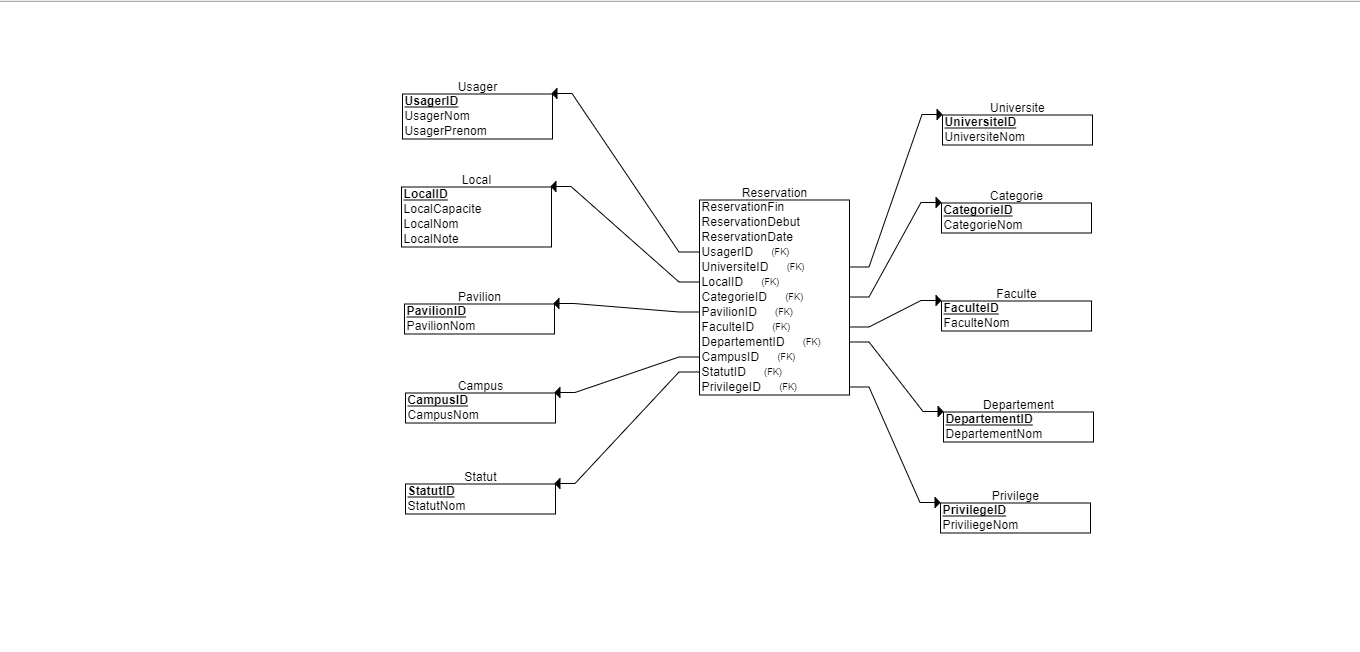 Usager
UsagerID
UsagerNom
UsagerPrenom
Local
LocalID
LocalCapacite
LocalNom
LocalNote
Pavilion
PavilionID
PavilionNom
Campus
CampusID
CampusNom
Statut
StatutID
StatutNom
Reservation
ReservationFin
ReservationDebut
ReservationDate
UsagerID (FK)
UniversiteID (FK)
LocalID (FK)
CategorieID (FK)
PavilionID (FK)
FaculteID (FK)
DepartementID (FK)
CampusID (FK)
StatutID (FK)
PrivilegeID (FK)
Universite
UniversiteID
UniversiteNom
Categorie
CategorieID
CategorieNom
Faculte
FaculteID
FaculteNom
Departement
DepartementID
DepartementNom
Privilege
PrivilegeID
PriviliegeNom